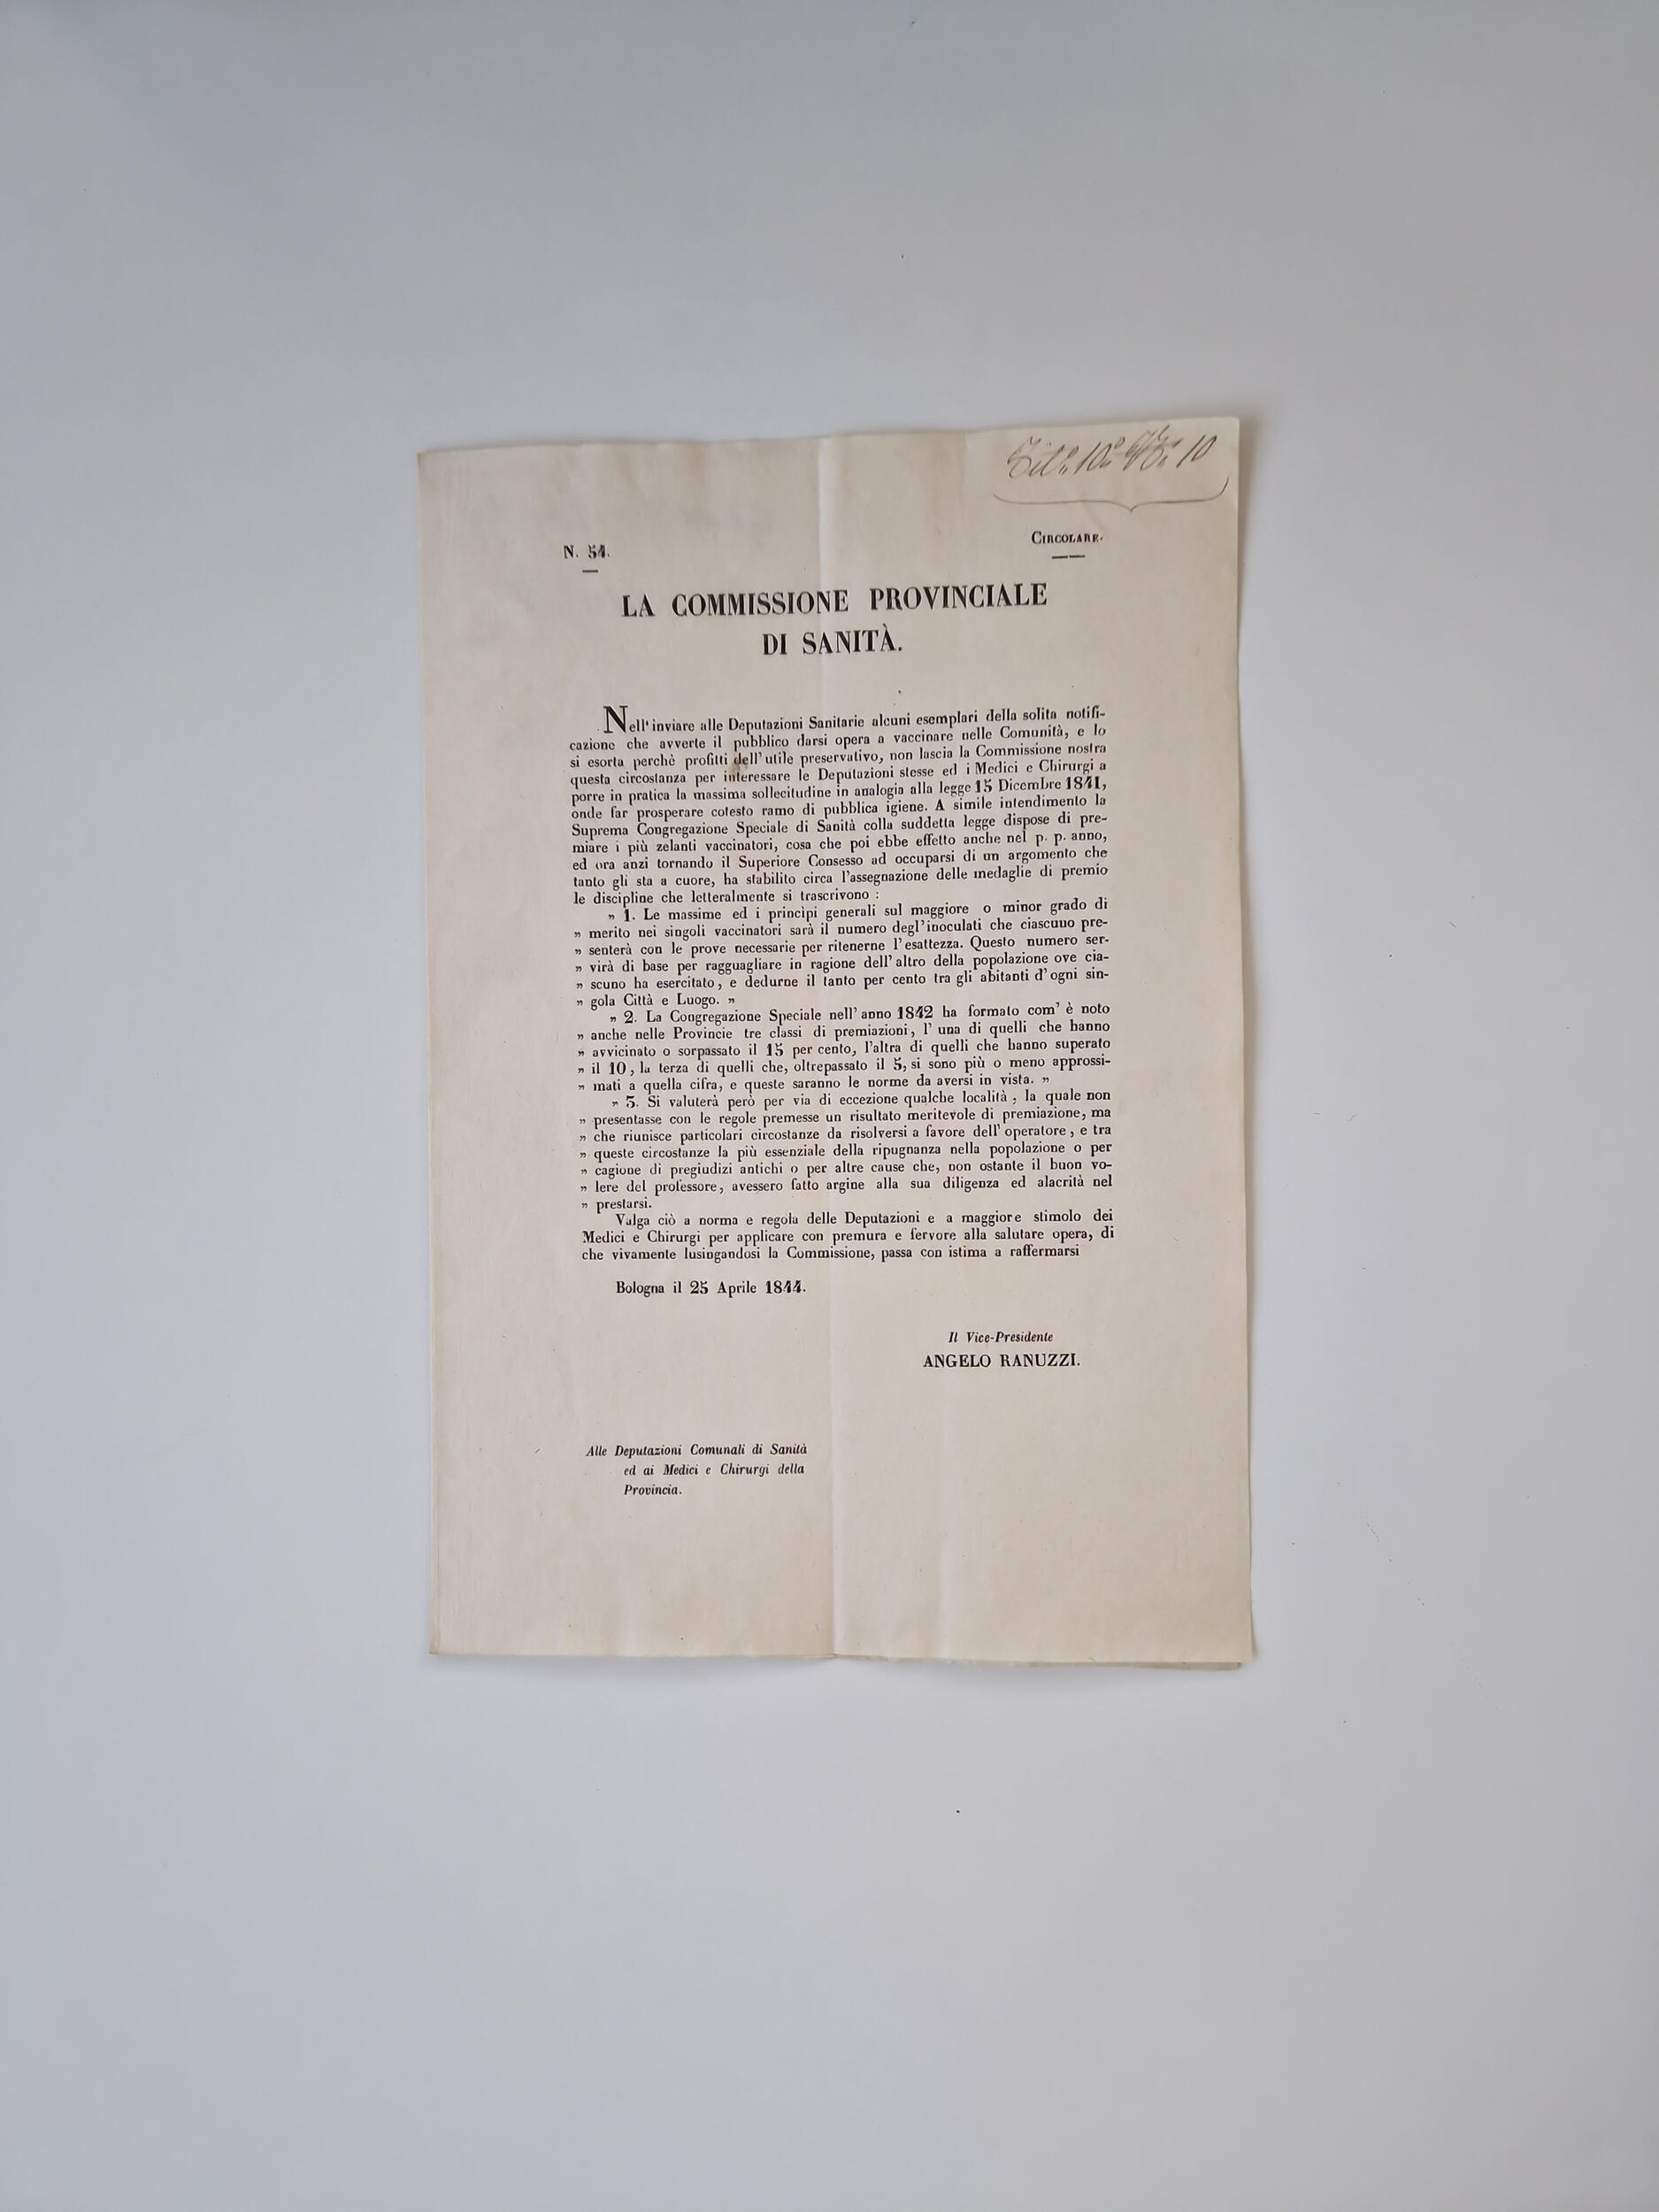 Tit.° 10.°
10
N. 54.
CIRCOLARE.
LA COMMISSIONE PROVINCIALE
DI SANITÀ.
Nell'inviare alle Deputazioni Sanitarie alcuni esemplari della solita notifi-
cazione che avverte il pubblico darsi opera a vaccinare nelle Comunità, e lo
si esorta perchè profitti dell'utile preservativo, non lascia la Commissione nostra
questa circostanza per interessare le Deputazioni stesse ed i Medici e Chirurgi a
porre in pratica la massima sollecitudine in analogia alla legge 15 Dicembre 1841,
onde far prosperare cotesto ramo di pubblica igiene. A simile intendimento la
Suprema Congregazione Speciale di Sanità colla suddetta legge dispose di pre-
miare i più zelanti vaccinatori, cosa che poi ebbe effetto anche nel p. p. anno,
ed ora anzi tornando il Superiore Consesso ad occuparsi di un argomento che
tanto gli sta a cuore, ha stabilito circa l'assegnazione delle medaglie di premio
le discipline che letteralmente si trascrivono :
" 1. Le massime ed i principi generali sul maggiore o minor grado di
" merito nei singoli vaccinatori sarà il numero degl'inoculati che ciascuno pre-
" senterà con le prove necessarie per ritenerne l'esattezza. Questo numero ser-
" virà di base per ragguagliare in ragione dell'altro della popolazione ove cia-
" scuno ha esercitato, e dedurne il tanto per cento tra gli abitanti d'ogni sin-
" gola Città e Luogo. "
" 2. La Congregazione Speciale nell'anno 1842 ha formato com' è noto
" anche nelle Provincie tre classi di premiazioni, l'una di quelli che hanno
" avvicinato o sorpassato il 15 per cento, l'altra di quelli che hanno superato
" il 10, la terza di quelli che, oltrepassato il 5, si sono più o meno approssi-
" mati a quella cifra, e queste saranno le norme da aversi in vista. "
" 3. Si valuterà però per via di eccezione qualche località, la quale non
" presentasse con le regole premesse un risultato meritevole di premiazione, ma
" che riunisce particolari circostanze da risolversi a favore dell'operatore, e tra
" queste circostanze la più essenziale della ripugnanza nella popolazione o per
" cagione di pregiudizi antichi o per altre cause che, non ostante il buon vo-
" lere del professore, avessero fatto argine alla sua diligenza ed alacrità nel
" prestarsi.
Valga ciò a norma e regola delle Deputazioni e a maggiore stimolo dei
Medici e Chirurgi per applicare con premura e fervore alla salutare opera, di
che vivamente lusingandosi la Commissione, passa con istima a raffermarsi
Bologna il 25 Aprile 1844.
Il Vice-Presidente
ANGELO RANUZZI.
Alle Deputazioni Comunali di Sanità
ed ai Medici e Chirurgi della
Provincia.